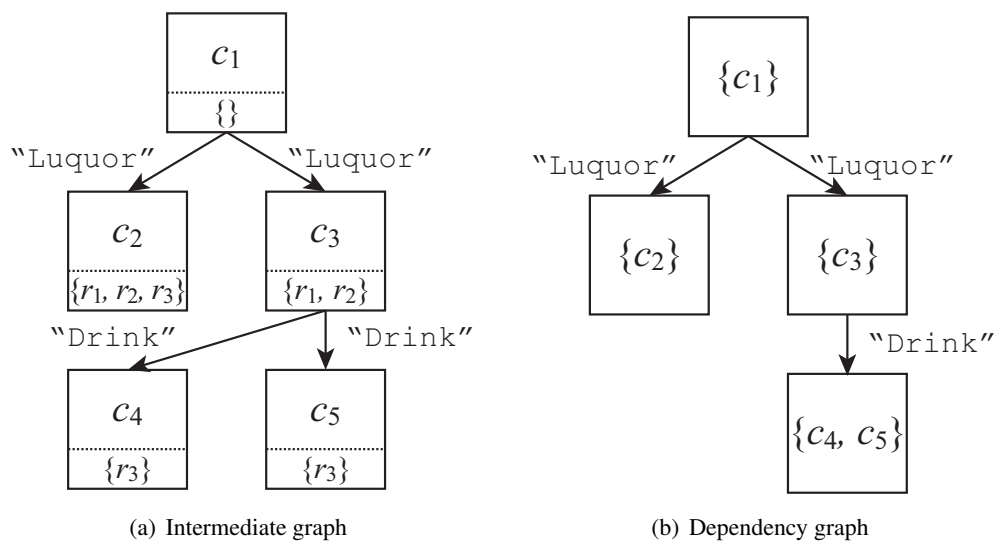 c1
{}
“Luquor” “Luquor”
c2 c3
{r1, r2, r3} {r1, r2}
“Drink” “Drink”
c4 c5
{r3} {r3}
(a) Intermediate graph
{c1}
“Luquor” “Luquor”
{c2} {c3}
“Drink”
{c4, c5}
(b) Dependency graph